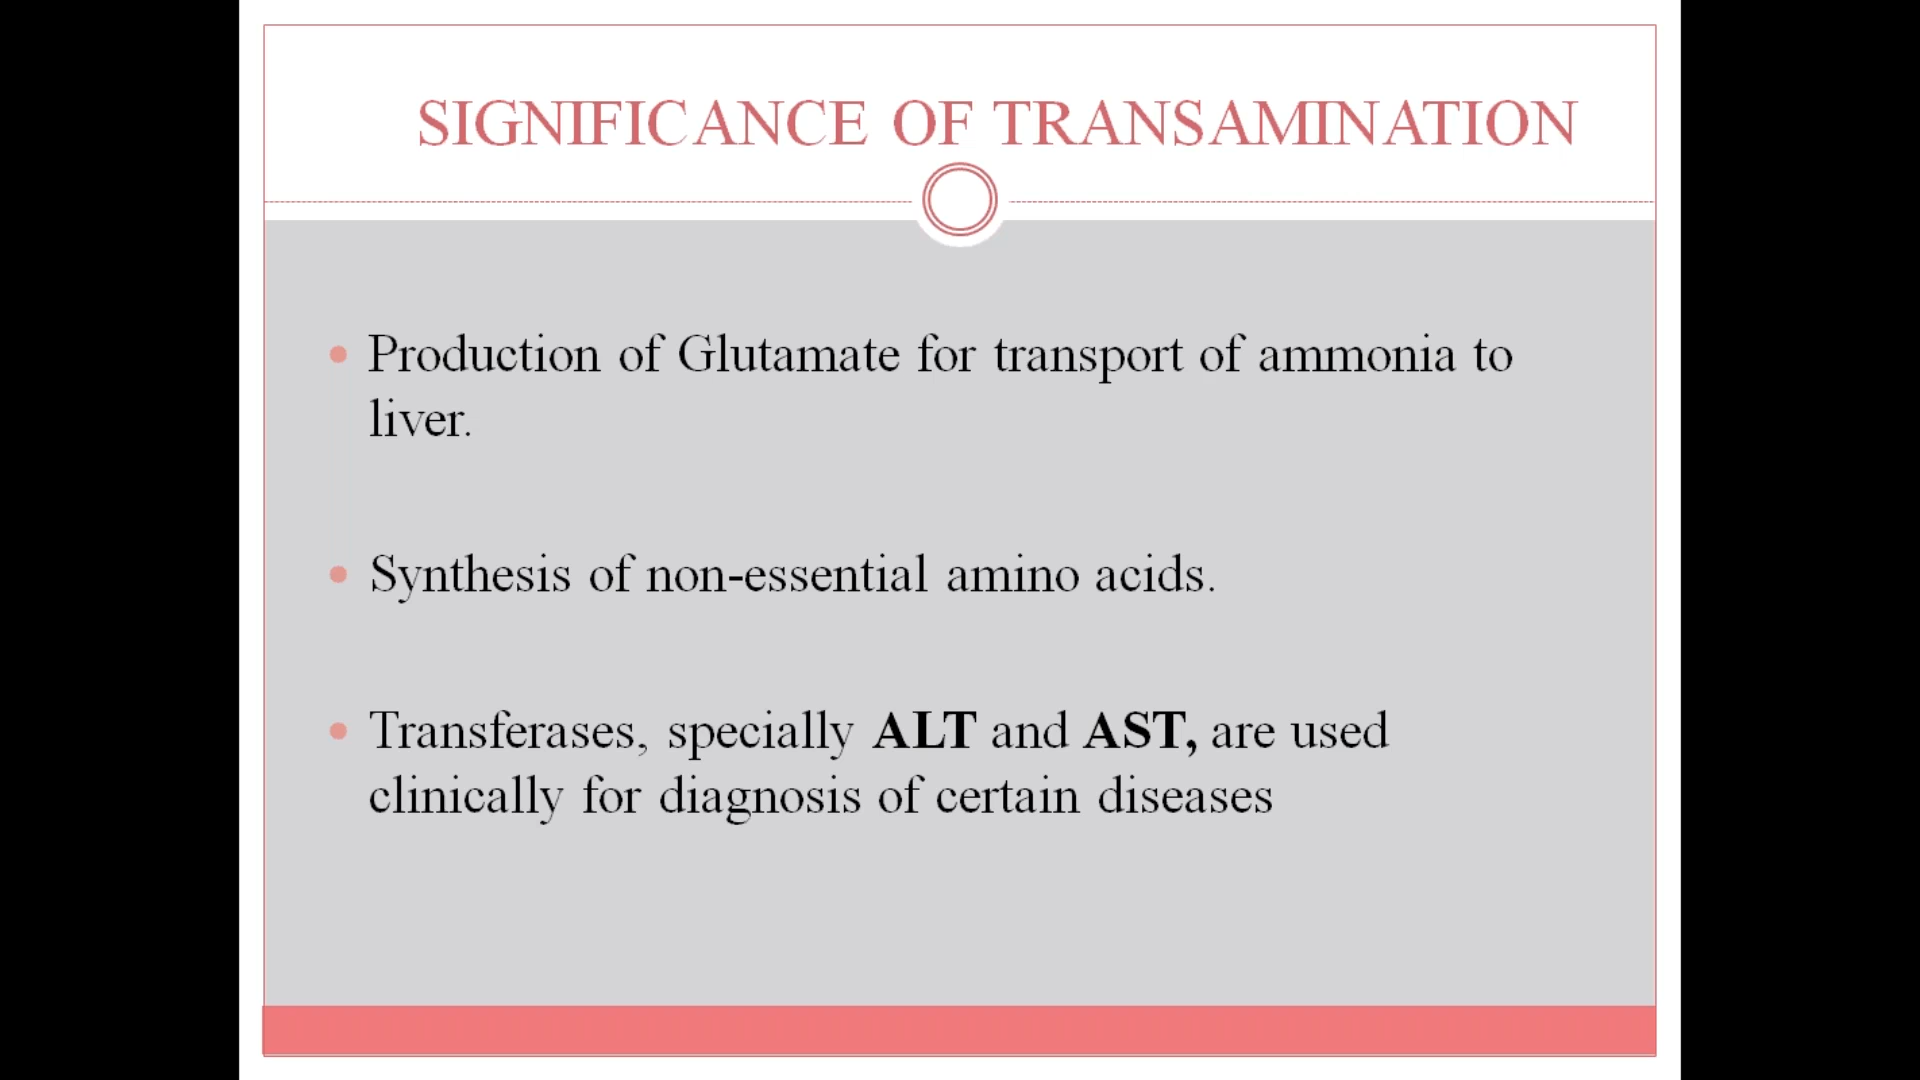 SIGNIFICANCE OF TRANSAMINATION
• Production of Glutamate for transport of ammonia to
liver.
• Synthesis of non-essential amino acids.
• Transferases, specially ALT and AST, are used
clinically for diagnosis of certain diseases